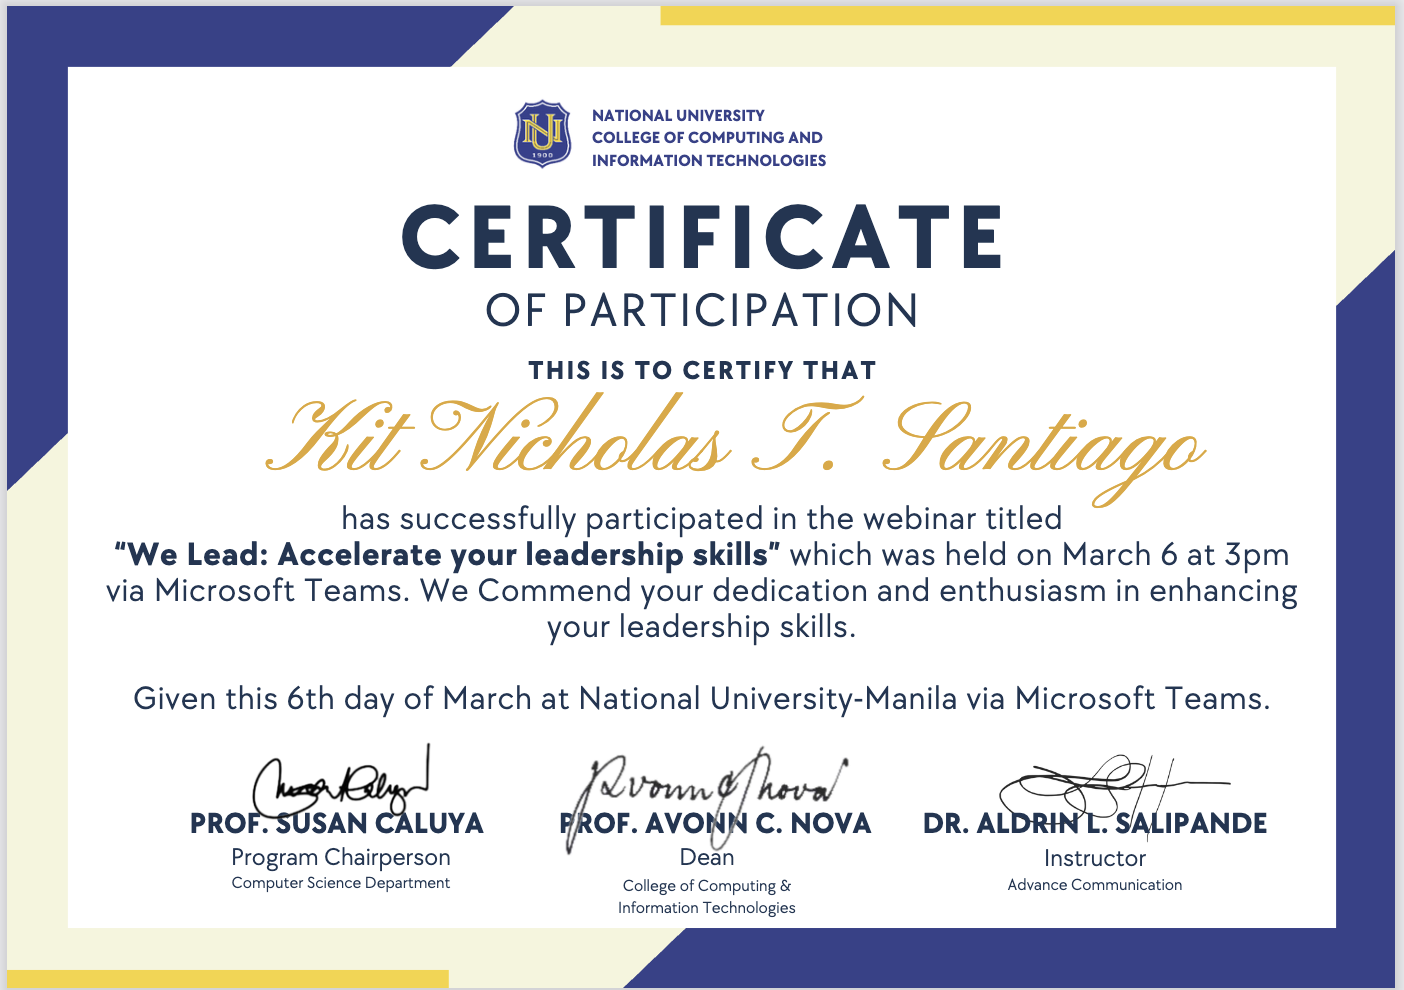 NU
1900
NATIONAL UNIVERSITY
COLLEGE OF COMPUTING AND
INFORMATION TECHNOLOGIES
CERTIFICATE
OF PARTICIPATION
THIS IS TO CERTIFY THAT
Kit Nicholas T. Santiago
has successfully participated in the webinar titled
“We Lead: Accelerate your leadership skills” which was held on March 6 at 3pm
via Microsoft Teams. We Commend your dedication and enthusiasm in enhancing
your leadership skills.
Given this 6th day of March at National University-Manila via Microsoft Teams.
PROF. SUSAN CALUYA
Program Chairperson
Computer Science Department
PROF. AVONN C. NOVA
Dean
College of Computing &
Information Technologies
DR. ALDRIN L. SALIPANDE
Instructor
Advance Communication